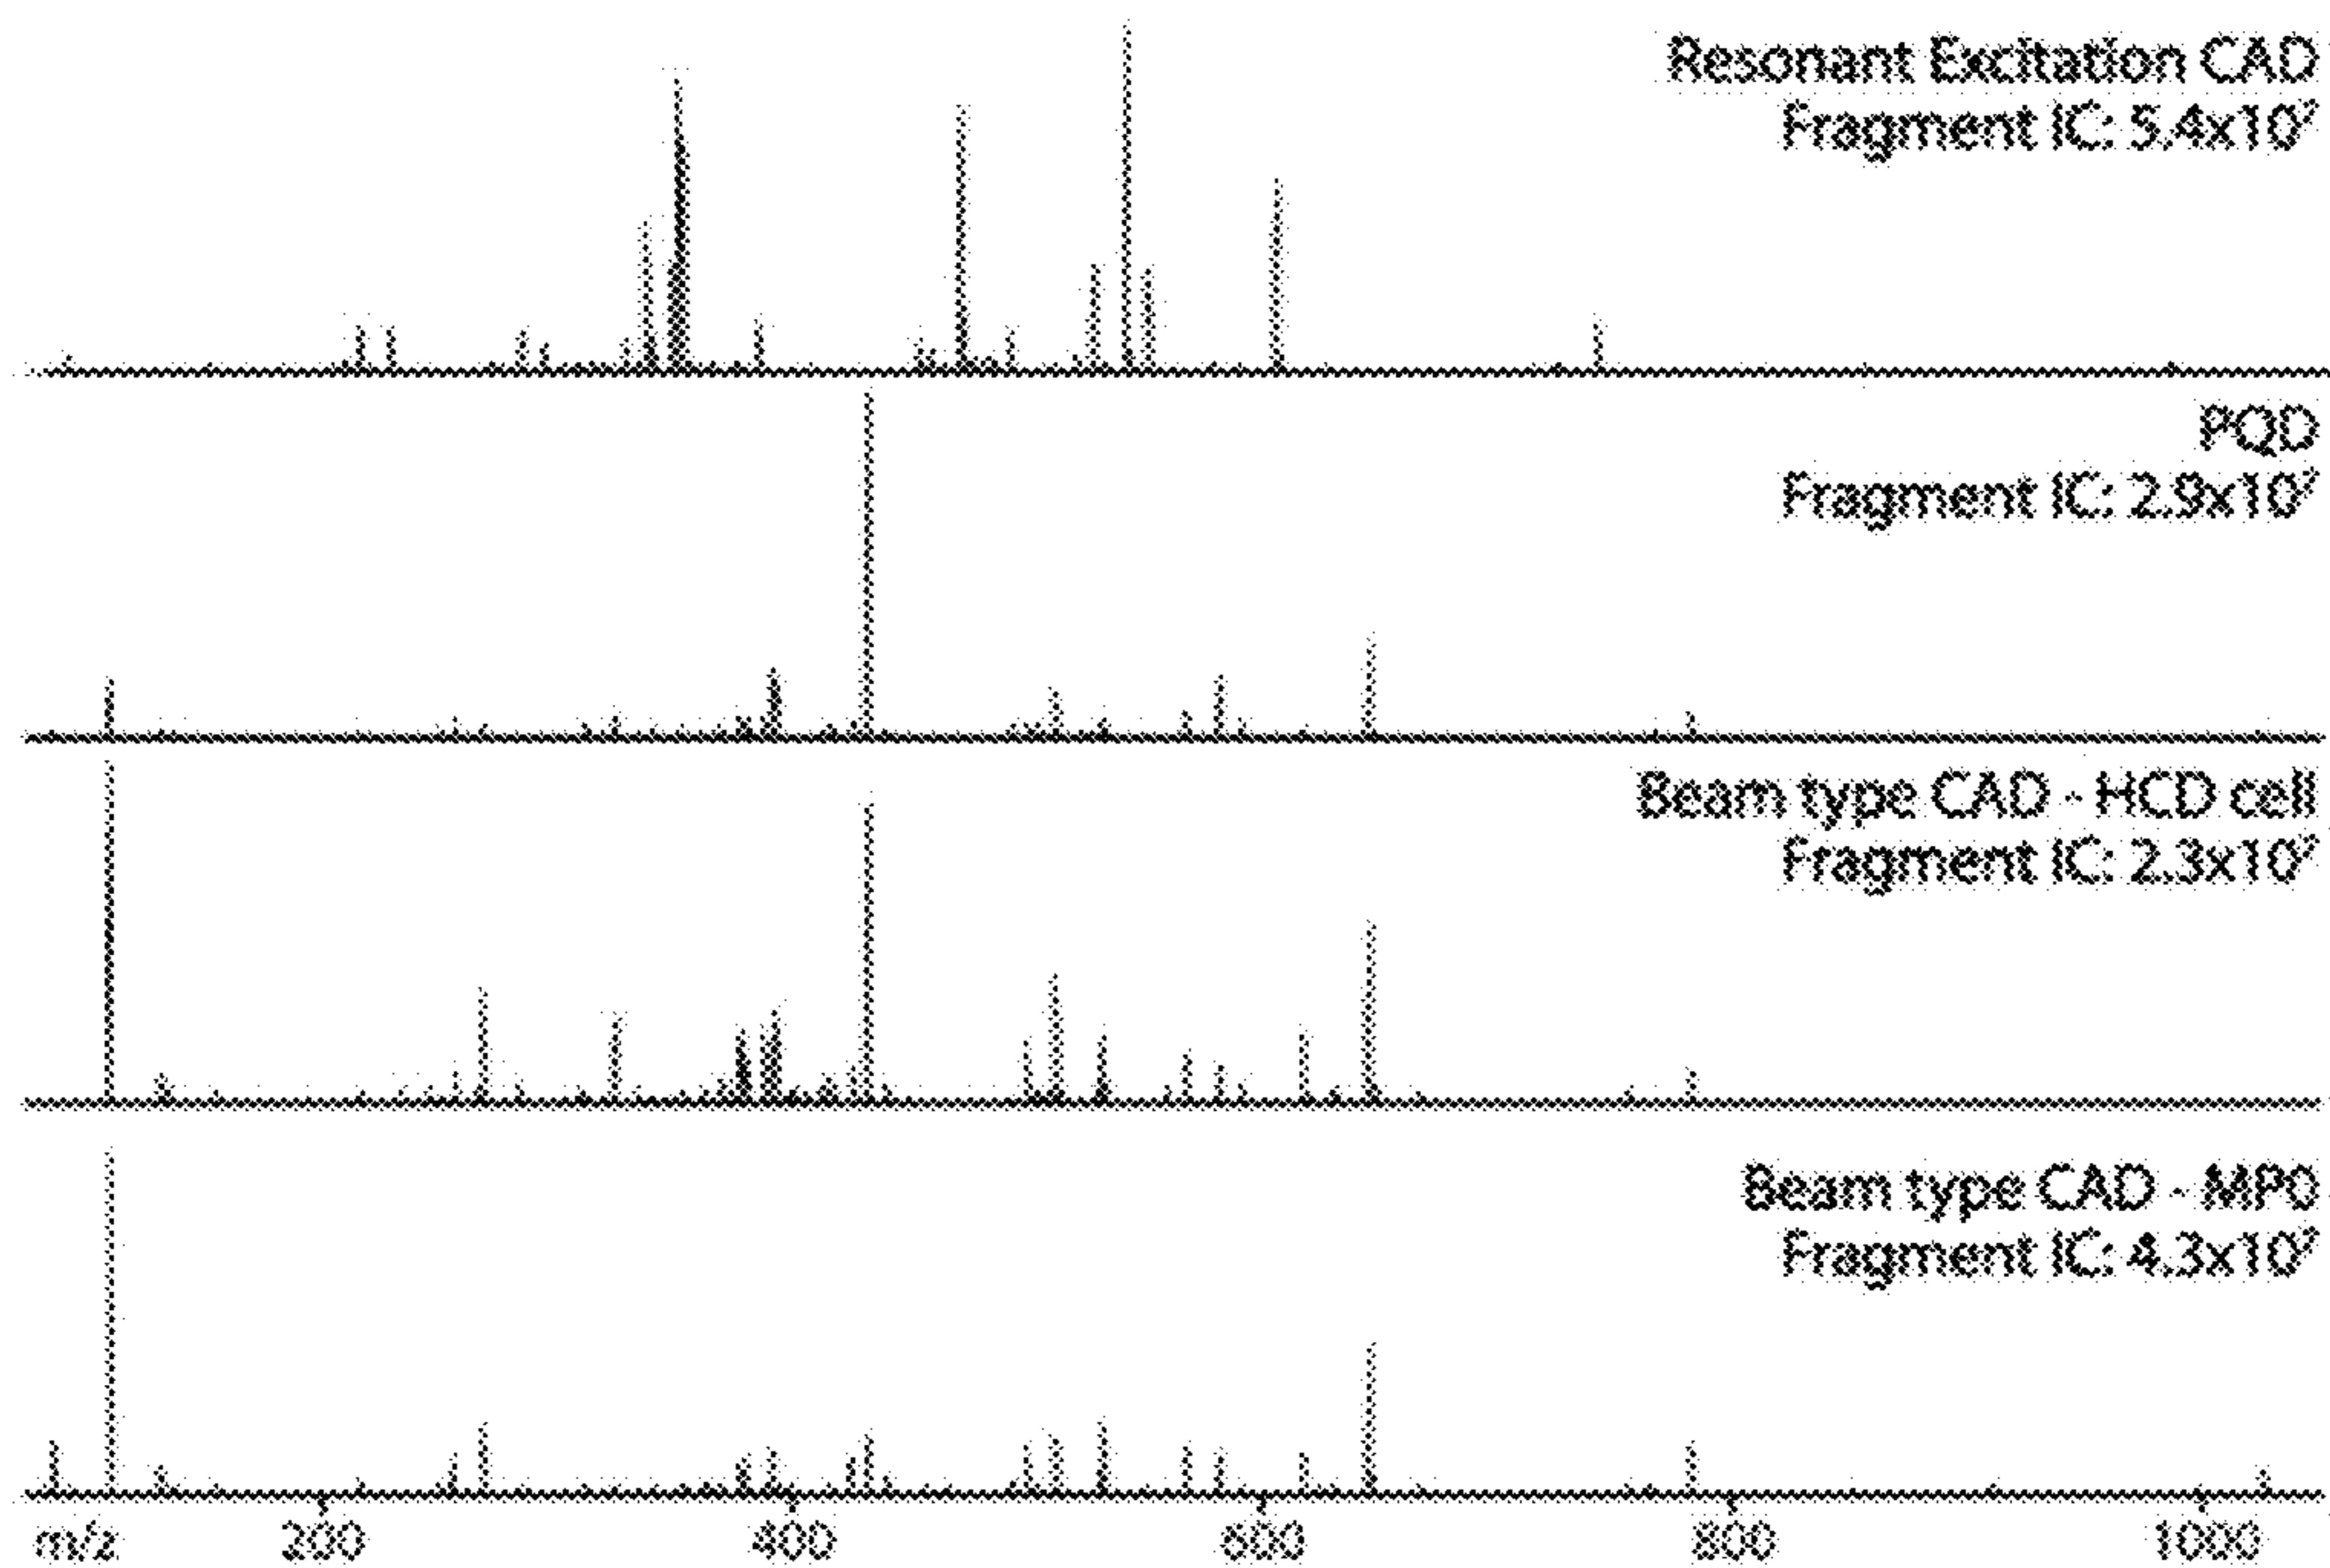 Resonant Excitation CAD
Fragment IC: 5.4x10⁷
PQD
Fragment IC: 2.9x10⁷
Beam type CAD - HCD cell
Fragment IC: 2.3x10⁷
Beam type CAD - MP0
Fragment IC: 4.3x10⁷
m/z 200 400 600 800 1000